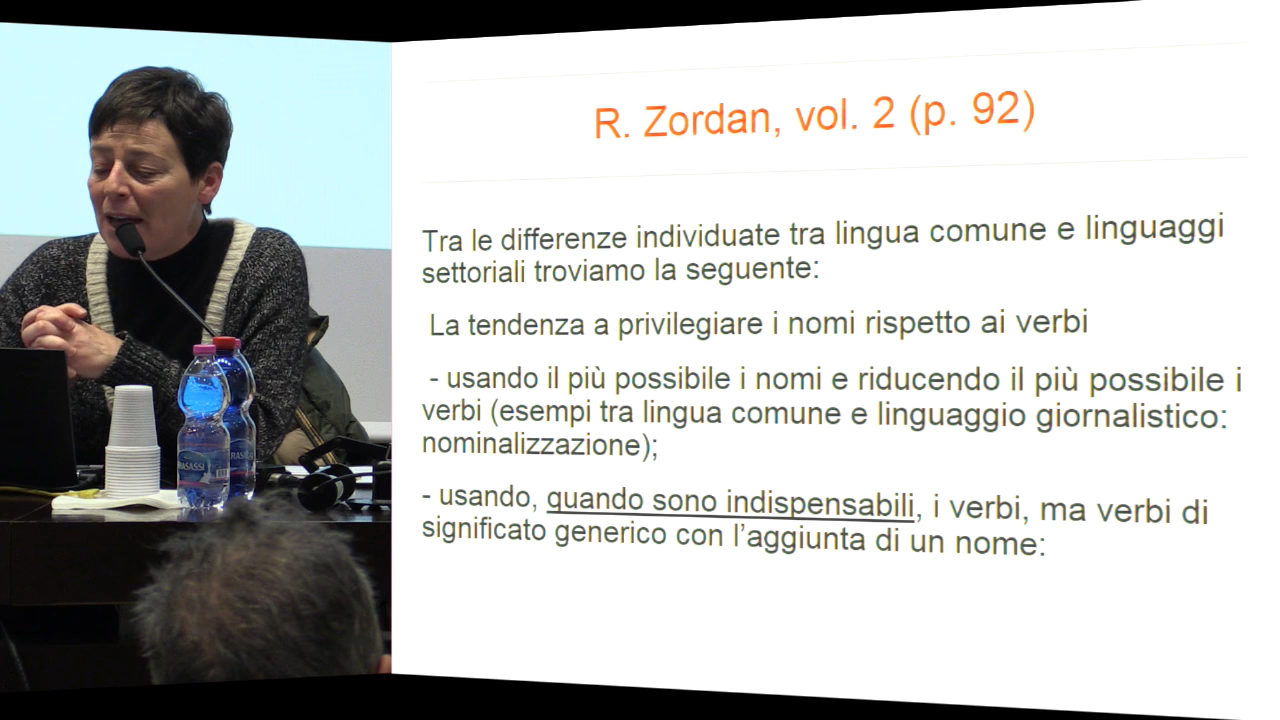 R. Zordan, vol. 2 (p. 92)
Tra le differenze individuate tra lingua comune e linguaggi
settoriali troviamo la seguente:
La tendenza a privilegiare i nomi rispetto ai verbi
- usando il più possibile i nomi e riducendo il più possibile i
verbi (esempi tra lingua comune e linguaggio giornalistico:
nominalizzazione);
- usando, quando sono indispensabili, i verbi, ma verbi di
significato generico con l’aggiunta di un nome: